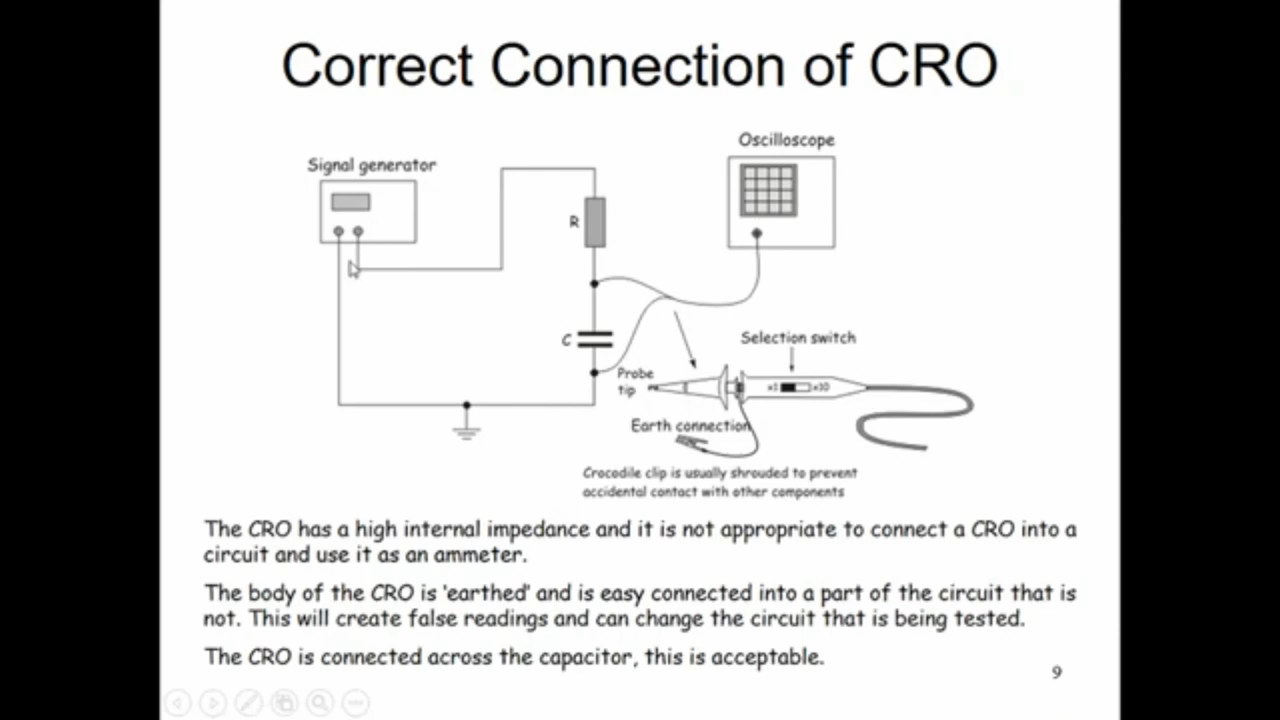 Correct Connection of CRO
Oscilloscope
Signal generator
R
C
Selection switch
Probe
tip
x1
x10
Earth connection
Crocodile clip is usually shrouded to prevent
accidental contact with other components
The CRO has a high internal impedance and it is not appropriate to connect a CRO into a
circuit and use it as an ammeter.
The body of the CRO is 'earthed' and is easy connected into a part of the circuit that is
not. This will create false readings and can change the circuit that is being tested.
The CRO is connected across the capacitor, this is acceptable.
9